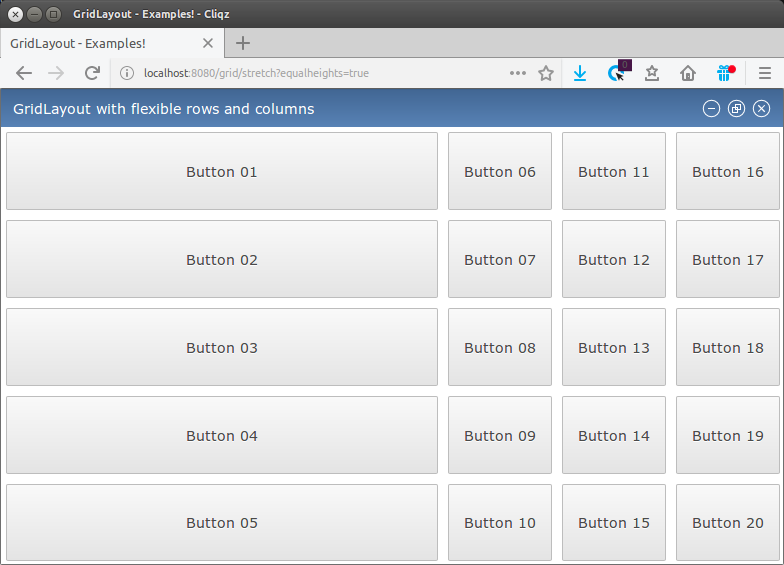 GridLayout - Examples! - Cliqz
GridLayout - Examples!
localhost:8080/grid/stretch?equalheights=true
0
GridLayout with flexible rows and columns
Button 01 Button 06 Button 11 Button 16
Button 02 Button 07 Button 12 Button 17
Button 03 Button 08 Button 13 Button 18
Button 04 Button 09 Button 14 Button 19
Button 05 Button 10 Button 15 Button 20